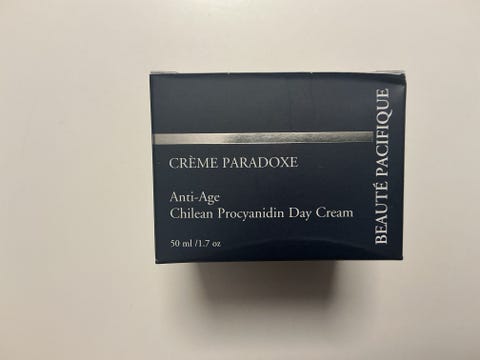 CRÈME PARADOXE
Anti-Age
Chilean Procyanidin Day Cream
50 ml /1.7 oz
BEAUTÉ PACIFIQUE